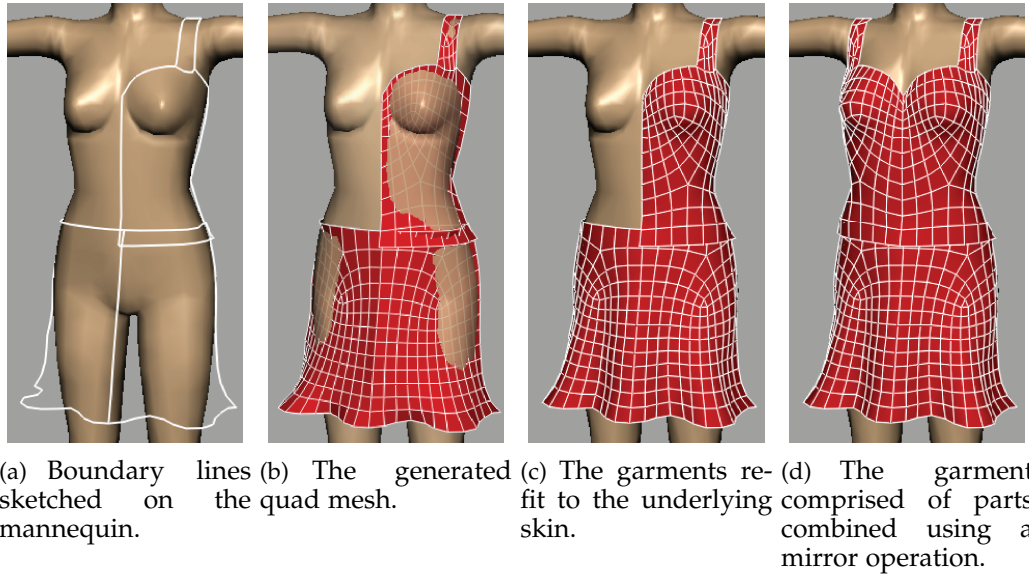 (a) Boundary lines
sketched on the
mannequin.
(b) The generated
quad mesh.
(c) The garments re-
fit to the underlying
skin.
(d) The garment
comprised of parts
combined using a
mirror operation.